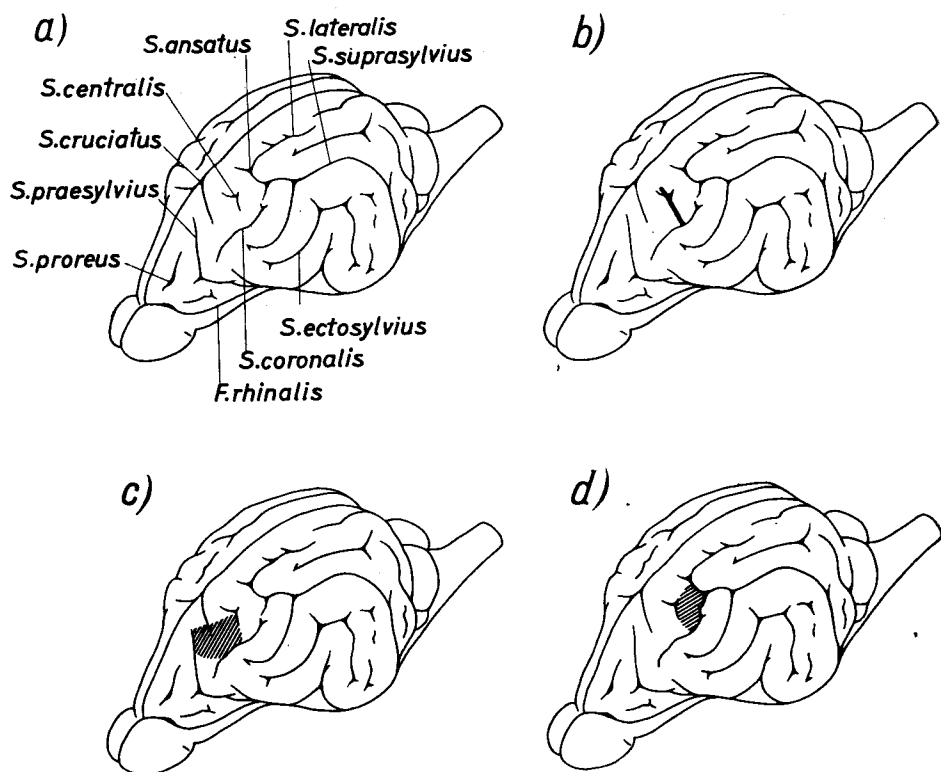 a)
S.ansatus
S.lateralis
S.suprasylvius
S.centralis
S.cruciatus
S.praesylvius
S.proreus
S.ectosylvius
S.coronalis
F.rhinalis
b)
c)
d)